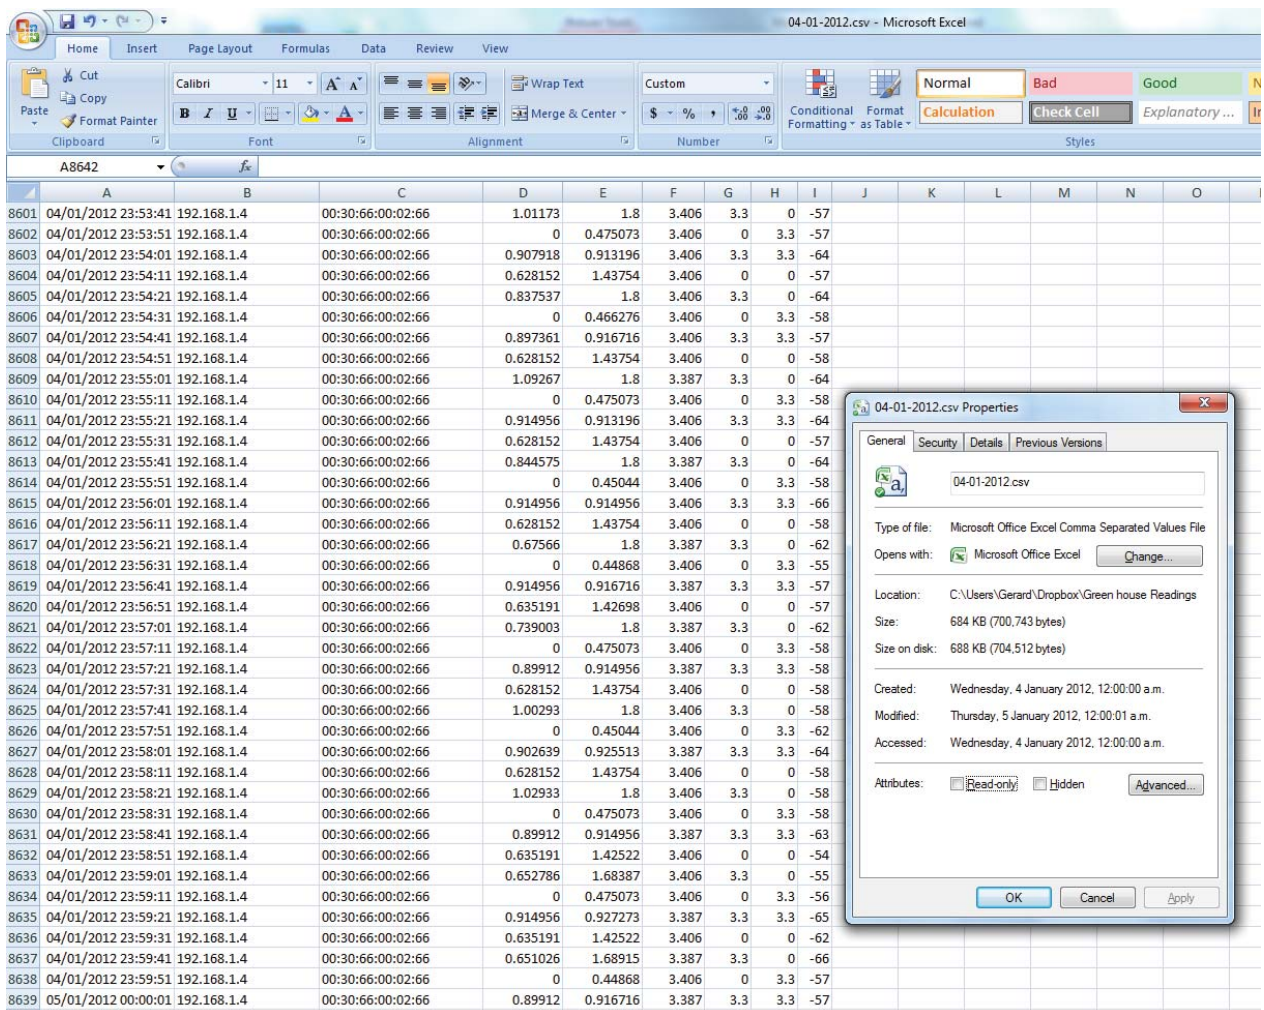 04-01-2012.csv - Microsoft Excel
Home Insert Page Layout Formulas Data Review View
Cut
Copy
Format Painter
Paste
Calibri 11 A A
B I U A
Wrap Text
Merge & Center
Custom
$ % , .0 .00 .00 .0
Conditional Formatting
Format as Table
Normal Bad Good
Calculation Check Cell Explanatory ...
Clipboard Font Alignment Number Styles
A8642 fx
A B C D E F G H I J K L M N O
8601 04/01/2012 23:53:41 192.168.1.4 00:30:66:00:02:66 1.01173 1.8 3.406 3.3 0 -57
8602 04/01/2012 23:53:51 192.168.1.4 00:30:66:00:02:66 0 0.475073 3.406 0 3.3 -57
8603 04/01/2012 23:54:01 192.168.1.4 00:30:66:00:02:66 0.907918 0.913196 3.406 3.3 3.3 -64
8604 04/01/2012 23:54:11 192.168.1.4 00:30:66:00:02:66 0.628152 1.43754 3.406 0 0 -57
8605 04/01/2012 23:54:21 192.168.1.4 00:30:66:00:02:66 0.837537 1.8 3.406 3.3 0 -64
8606 04/01/2012 23:54:31 192.168.1.4 00:30:66:00:02:66 0 0.466276 3.406 0 3.3 -58
8607 04/01/2012 23:54:41 192.168.1.4 00:30:66:00:02:66 0.897361 0.916716 3.406 3.3 3.3 -57
8608 04/01/2012 23:54:51 192.168.1.4 00:30:66:00:02:66 0.628152 1.43754 3.406 0 0 -58
8609 04/01/2012 23:55:01 192.168.1.4 00:30:66:00:02:66 1.09267 1.8 3.387 3.3 0 -64
8610 04/01/2012 23:55:11 192.168.1.4 00:30:66:00:02:66 0 0.475073 3.406 0 3.3 -58
8611 04/01/2012 23:55:21 192.168.1.4 00:30:66:00:02:66 0.914956 0.913196 3.406 3.3 3.3 -64
8612 04/01/2012 23:55:31 192.168.1.4 00:30:66:00:02:66 0.628152 1.43754 3.406 0 0 -57
8613 04/01/2012 23:55:41 192.168.1.4 00:30:66:00:02:66 0.844575 1.8 3.387 3.3 0 -64
8614 04/01/2012 23:55:51 192.168.1.4 00:30:66:00:02:66 0 0.45044 3.406 0 3.3 -58
8615 04/01/2012 23:56:01 192.168.1.4 00:30:66:00:02:66 0.914956 0.914956 3.406 3.3 3.3 -66
8616 04/01/2012 23:56:11 192.168.1.4 00:30:66:00:02:66 0.628152 1.43754 3.406 0 0 -58
8617 04/01/2012 23:56:21 192.168.1.4 00:30:66:00:02:66 0.67566 1.8 3.387 3.3 0 -62
8618 04/01/2012 23:56:31 192.168.1.4 00:30:66:00:02:66 0 0.44868 3.406 0 3.3 -55
8619 04/01/2012 23:56:41 192.168.1.4 00:30:66:00:02:66 0.914956 0.916716 3.387 3.3 3.3 -57
8620 04/01/2012 23:56:51 192.168.1.4 00:30:66:00:02:66 0.635191 1.42698 3.406 0 0 -57
8621 04/01/2012 23:57:01 192.168.1.4 00:30:66:00:02:66 0.739003 1.8 3.387 3.3 0 -62
8622 04/01/2012 23:57:11 192.168.1.4 00:30:66:00:02:66 0 0.475073 3.406 0 3.3 -58
8623 04/01/2012 23:57:21 192.168.1.4 00:30:66:00:02:66 0.89912 0.914956 3.387 3.3 3.3 -58
8624 04/01/2012 23:57:31 192.168.1.4 00:30:66:00:02:66 0.628152 1.43754 3.406 0 0 -58
8625 04/01/2012 23:57:41 192.168.1.4 00:30:66:00:02:66 1.00293 1.8 3.406 3.3 0 -58
8626 04/01/2012 23:57:51 192.168.1.4 00:30:66:00:02:66 0 0.45044 3.406 0 3.3 -62
8627 04/01/2012 23:58:01 192.168.1.4 00:30:66:00:02:66 0.902639 0.925513 3.387 3.3 3.3 -64
8628 04/01/2012 23:58:11 192.168.1.4 00:30:66:00:02:66 0.628152 1.43754 3.406 0 0 -58
8629 04/01/2012 23:58:21 192.168.1.4 00:30:66:00:02:66 1.02933 1.8 3.406 3.3 0 -58
8630 04/01/2012 23:58:31 192.168.1.4 00:30:66:00:02:66 0 0.475073 3.406 0 3.3 -58
8631 04/01/2012 23:58:41 192.168.1.4 00:30:66:00:02:66 0.89912 0.914956 3.387 3.3 3.3 -63
8632 04/01/2012 23:58:51 192.168.1.4 00:30:66:00:02:66 0.635191 1.42522 3.406 0 0 -54
8633 04/01/2012 23:59:01 192.168.1.4 00:30:66:00:02:66 0.652786 1.68387 3.406 3.3 0 -55
8634 04/01/2012 23:59:11 192.168.1.4 00:30:66:00:02:66 0 0.475073 3.406 0 3.3 -56
8635 04/01/2012 23:59:21 192.168.1.4 00:30:66:00:02:66 0.914956 0.927273 3.387 3.3 3.3 -65
8636 04/01/2012 23:59:31 192.168.1.4 00:30:66:00:02:66 0.635191 1.42522 3.406 0 0 -62
8637 04/01/2012 23:59:41 192.168.1.4 00:30:66:00:02:66 0.651026 1.68915 3.387 3.3 0 -66
8638 04/01/2012 23:59:51 192.168.1.4 00:30:66:00:02:66 0 0.44868 3.406 0 3.3 -57
8639 05/01/2012 00:00:01 192.168.1.4 00:30:66:00:02:66 0.89912 0.916716 3.387 3.3 3.3 -57
04-01-2012.csv Properties
General Security Details Previous Versions
04-01-2012.csv
Type of file: Microsoft Office Excel Comma Separated Values File
Opens with: Microsoft Office Excel Change...
Location: C:\Users\Gerard\Dropbox\Green house Readings
Size: 684 KB (700,743 bytes)
Size on disk: 688 KB (704,512 bytes)
Created: Wednesday, 4 January 2012, 12:00:00 a.m.
Modified: Thursday, 5 January 2012, 12:00:01 a.m.
Accessed: Wednesday, 4 January 2012, 12:00:00 a.m.
Attributes: Read-only Hidden Advanced...
OK Cancel Apply